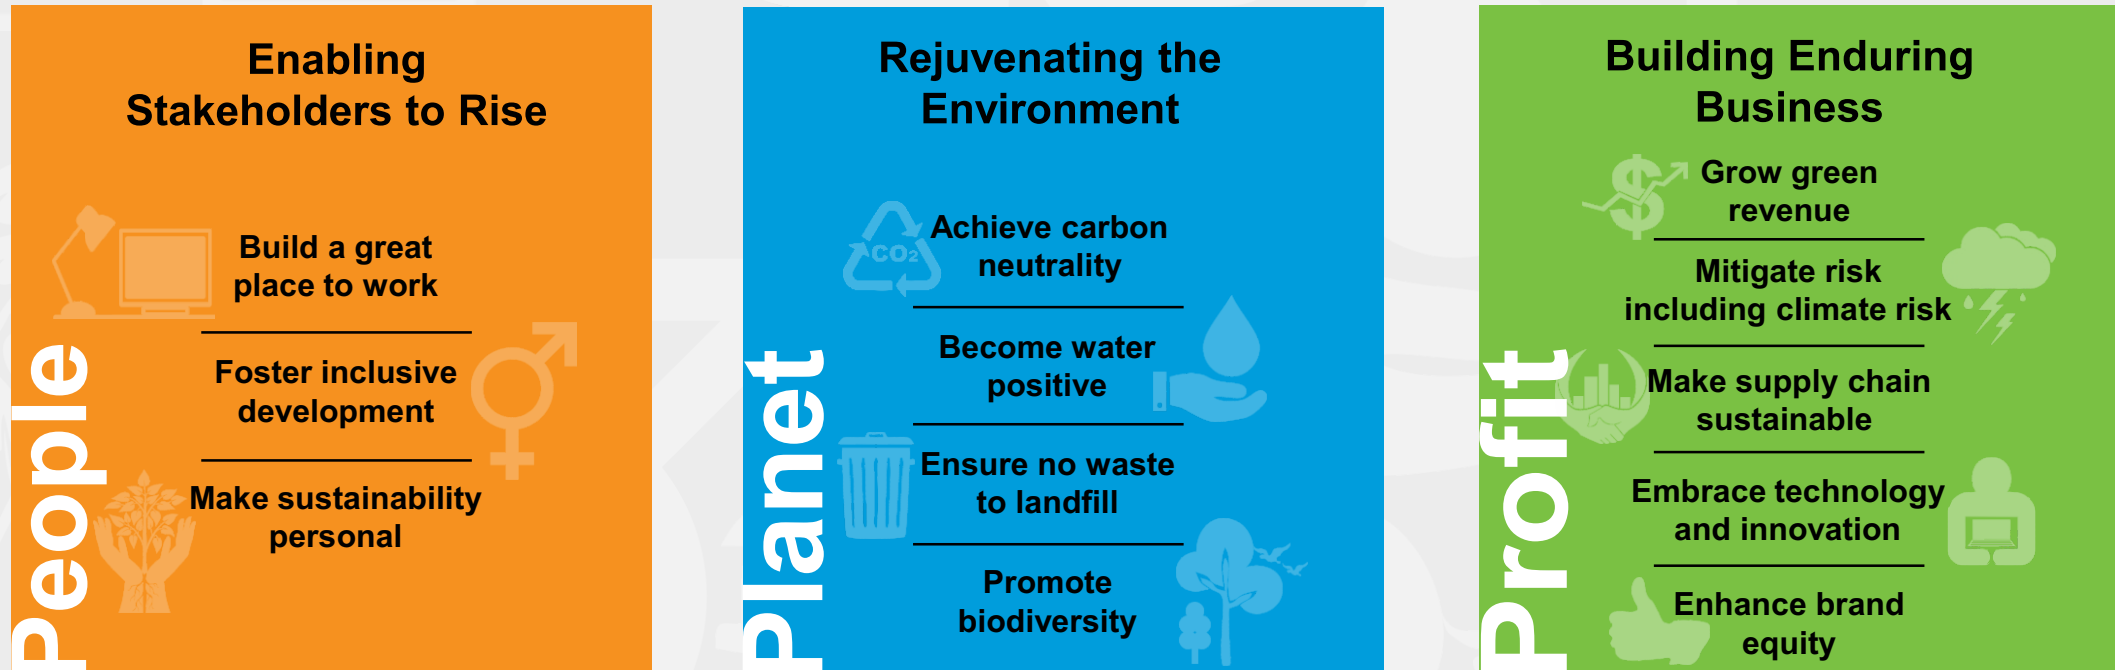 Enabling
Stakeholders to Rise
Build a great
place to work
Foster inclusive
development
Make sustainability
personal
People
Rejuvenating the
Environment
CO2
Achieve carbon
neutrality
Become water
positive
Ensure no waste
to landfill
Promote
biodiversity
Planet
Building Enduring
Business
$
Grow green
revenue
Mitigate risk
including climate risk
Make supply chain
sustainable
Embrace technology
and innovation
Enhance brand
equity
Profit